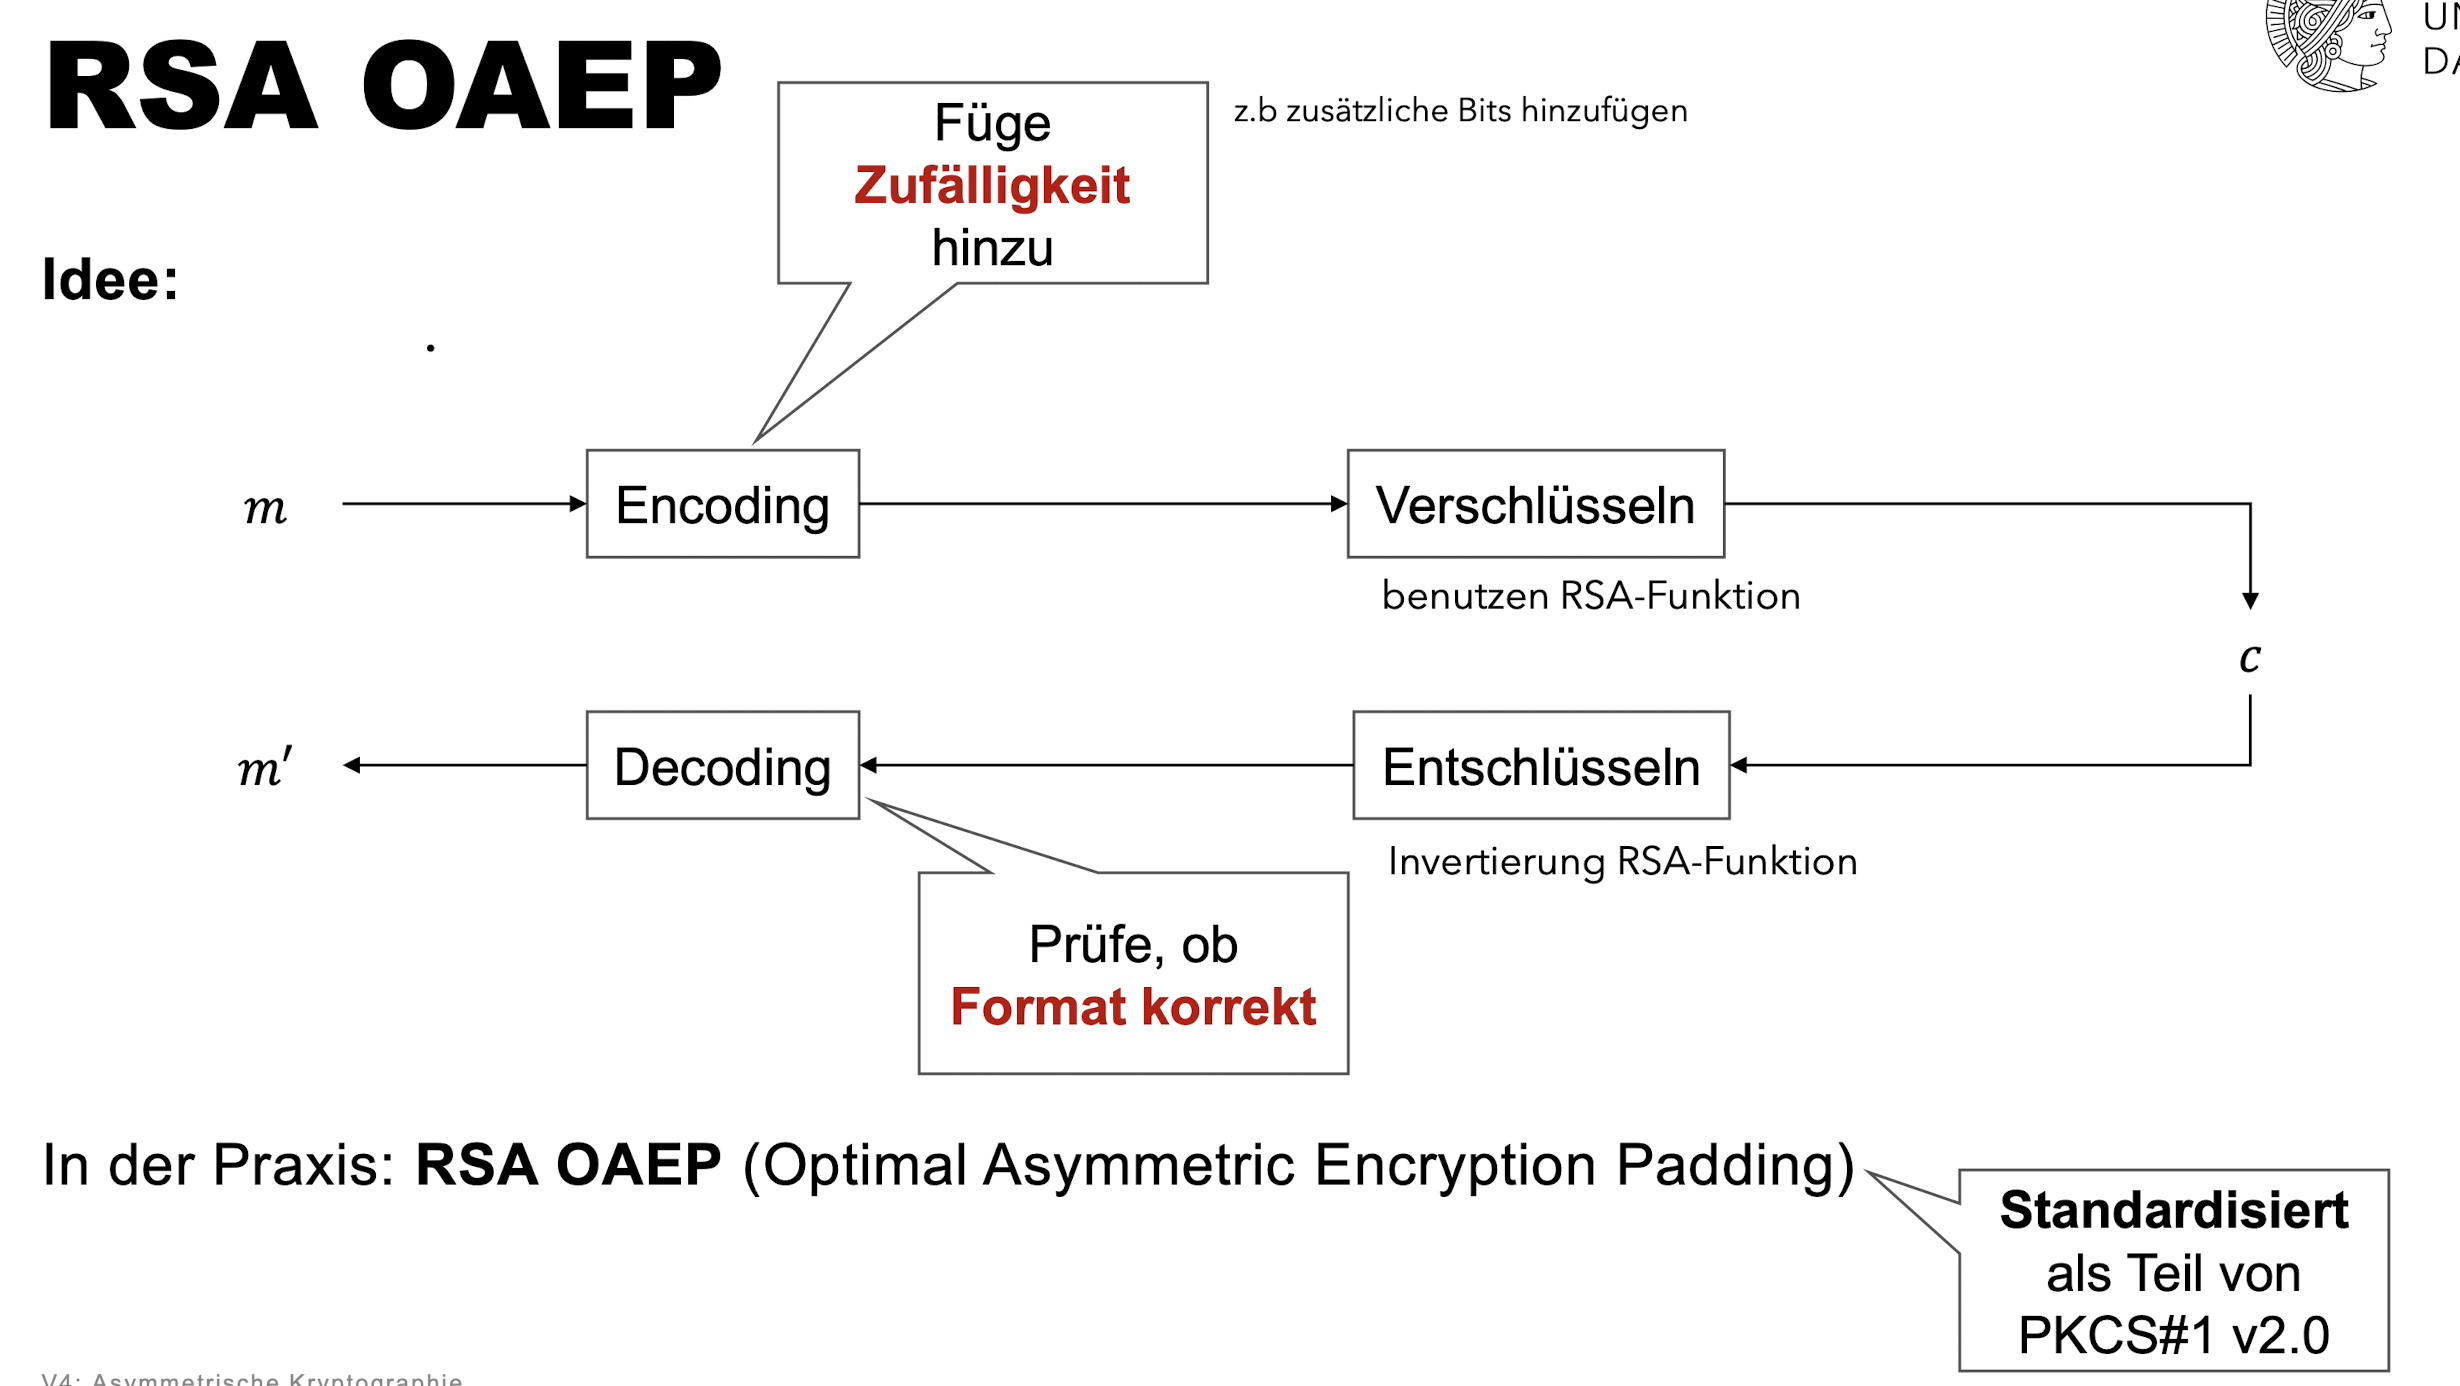 RSA OAEP
UN
DA
Füge
Zufälligkeit
hinzu
z.b zusätzliche Bits hinzufügen
Idee:
m
Encoding
Verschlüsseln
benutzen RSA-Funktion
c
m′
Decoding
Entschlüsseln
Invertierung RSA-Funktion
Prüfe, ob
Format korrekt
In der Praxis: RSA OAEP (Optimal Asymmetric Encryption Padding)
Standardisiert
als Teil von
PKCS#1 v2.0
V4: Asymmetrische Kryptographie